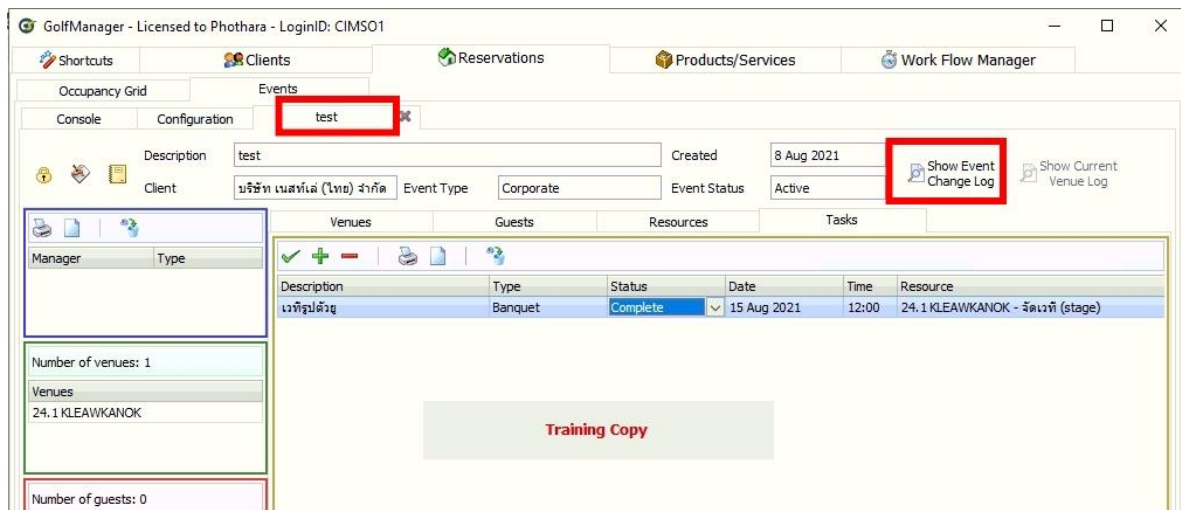 GolfManager - Licensed to Phothara - LoginID: CIMSO1
Shortcuts Clients Reservations Products/Services Work Flow Manager
Occupancy Grid Events
Console Configuration test
Description test Created 8 Aug 2021 Show Event Change Log Show Current Venue Log
Client บริษัท เนสท์เล่ (ไทย) จำกัด Event Type Corporate Event Status Active
Venues Guests Resources Tasks
Manager Type
Description Type Status Date Time Resource
เวทีรูปตัวยู Banquet Complete 15 Aug 2021 12:00 24.1 KLEAWKANOK - จัดเวที (stage)
Number of venues: 1
Venues
24.1 KLEAWKANOK
Training Copy
Number of guests: 0